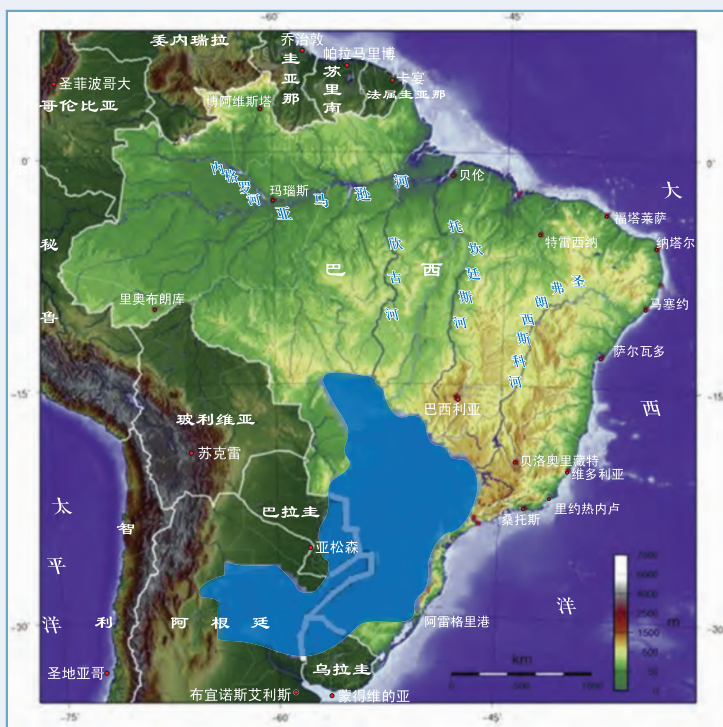 -60
-45
委内瑞拉
乔治敦
圭亚那
帕拉马里博
苏里南
卡宴
法属圭亚那
圣菲波哥大
哥伦比亚
博阿维斯塔
0°
内格罗河
玛瑙斯
亚马逊河
贝伦
大西洋
福塔莱萨
特雷西纳
纳塔尔
秘鲁
巴西
欣古河
托坎廷斯河
圣弗朗西斯科河
里奥布朗库
马塞约
萨尔瓦多
-15
-15
玻利维亚
巴西利亚
苏克雷
贝洛奥里藏特
维多利亚
太平洋
智利
巴拉圭
里约热内卢
桑托斯
亚松森
7000
6000
4000
2500
1500
500
50
0
m
阿根廷
阿雷格里港
-30
-30
km
0
500
1000
圣地亚哥
乌拉圭
布宜诺斯艾利斯
蒙得维的亚
-75
-60
-45